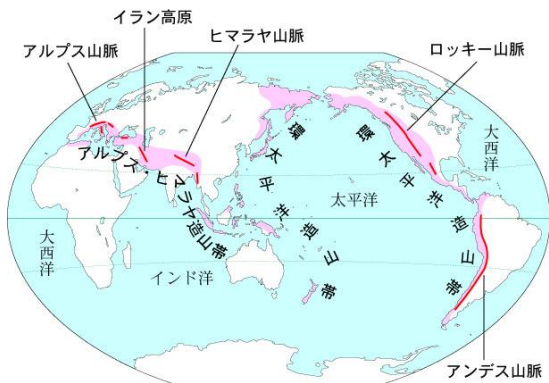 イラン高原
ヒマラヤ山脈
アルプス山脈
ロッキー山脈
大西洋
環太平洋造山帯
環太平洋造山帯
アルプス・ヒマラヤ造山帯
太平洋
大西洋
インド洋
アンデス山脈